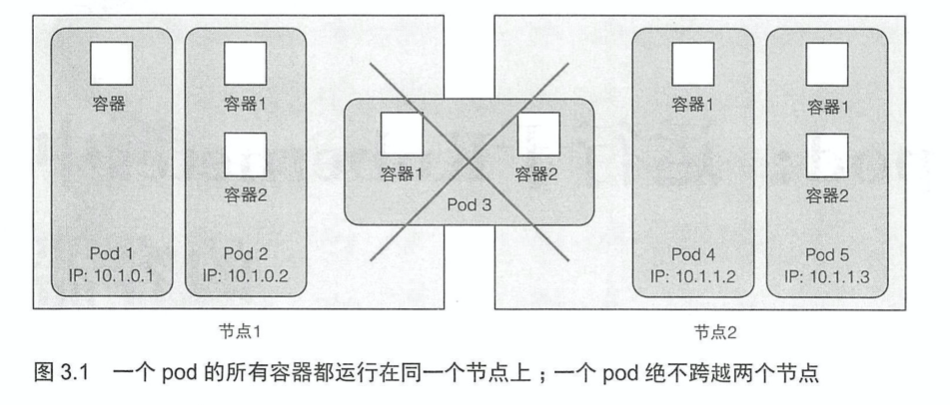 容器
容器1
容器2
Pod 1
IP: 10.1.0.1
Pod 2
IP: 10.1.0.2
容器1
容器2
Pod 3
容器1
Pod 4
IP: 10.1.1.2
容器1
容器2
Pod 5
IP: 10.1.1.3
节点1
节点2
图 3.1 一个 pod 的所有容器都运行在同一个节点上；一个 pod 绝不跨越两个节点